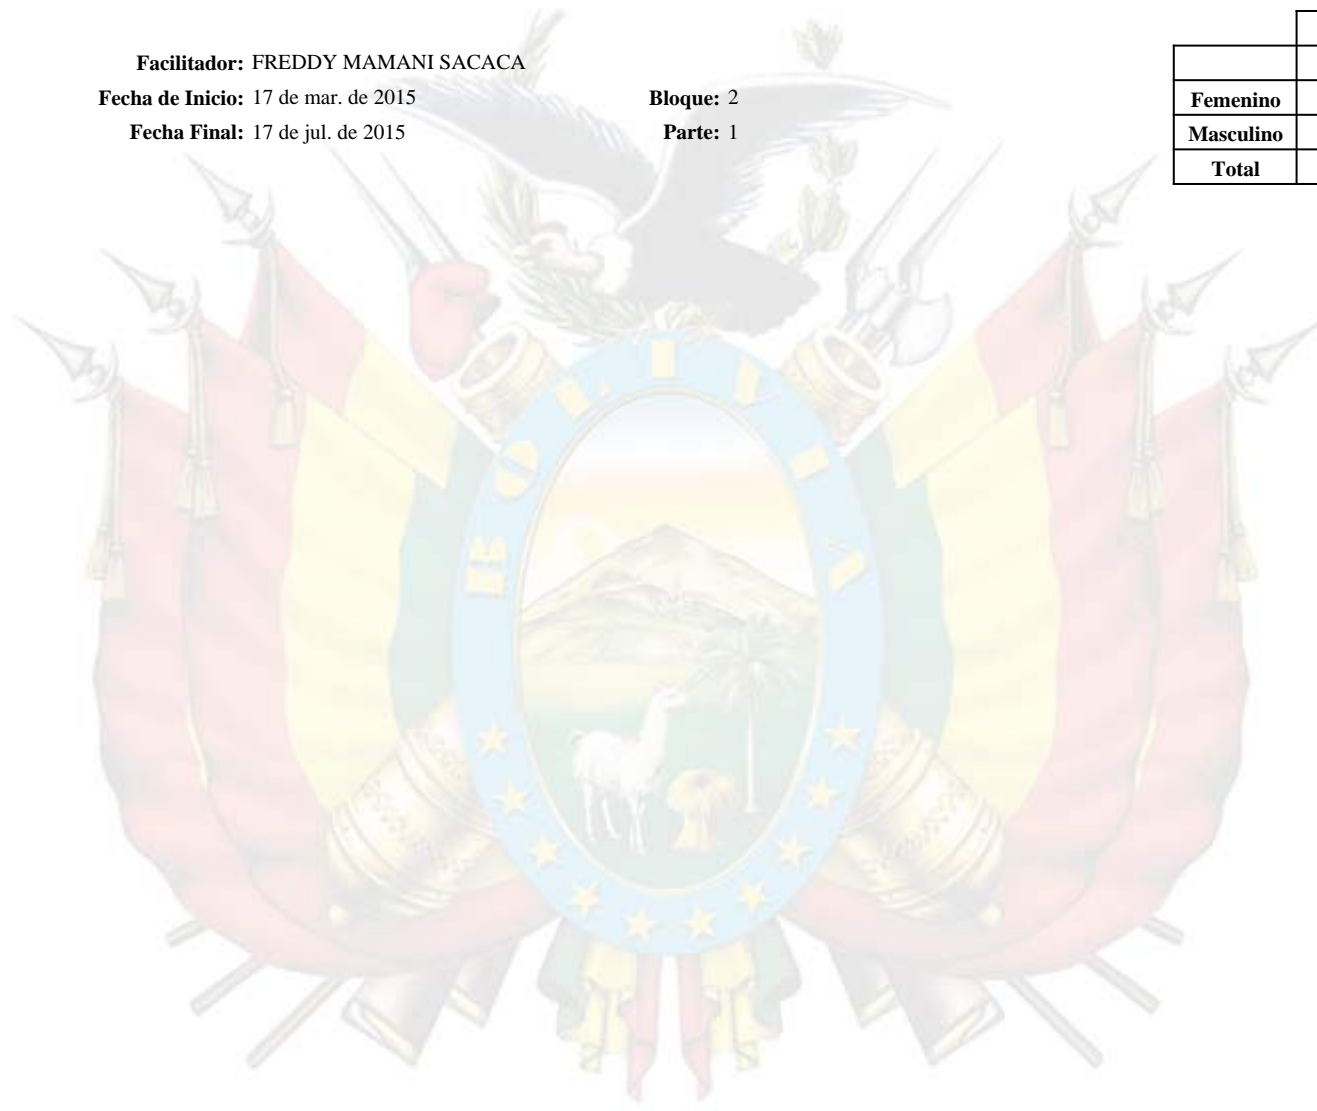 Facilitador: FREDDY MAMANI SACACA
Fecha de Inicio: 17 de mar. de 2015 Bloque: 2
Fecha Final: 17 de jul. de 2015 Parte: 1
Femenino
Masculino
Total
BOLIVIA